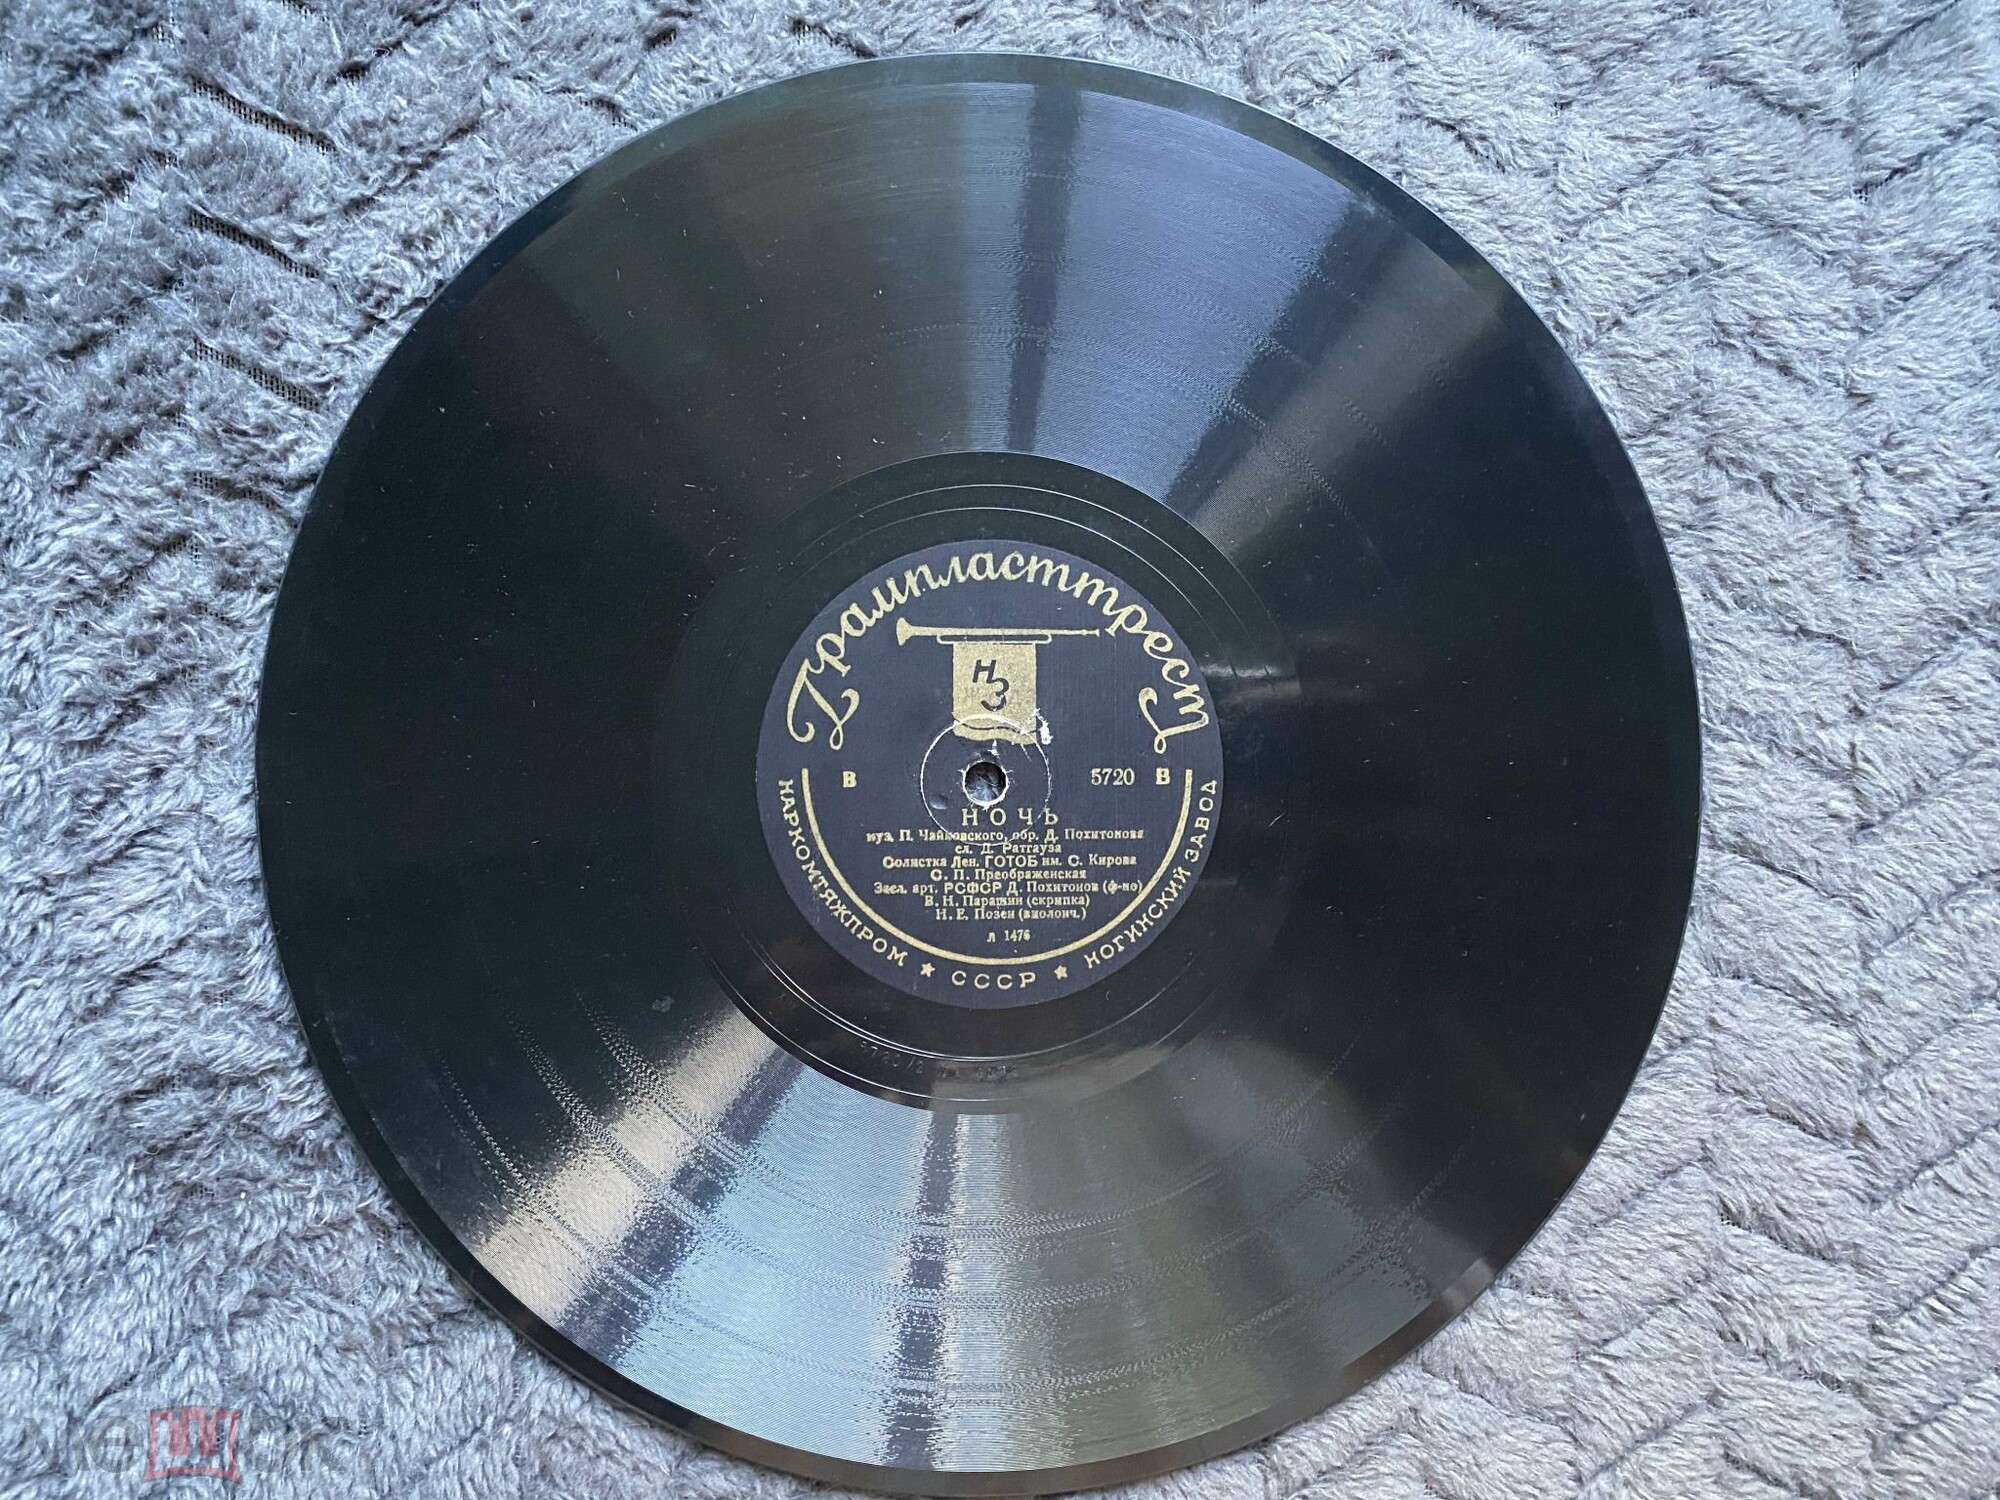 Грампласттрест
НЗ
В 5720 В
НОЧЬ
муз. П. Чайковского, обр. Д. Похитонова
сл. Д. Ратгауза
Солистка Лен. ГОТОБ им. С. Кирова
С. П. Преображенская
Засл. арт. РСФСР Д. Похитонов (ф-но)
В. Н. Парашин (скрипка)
Н. Е. Позен (виолонч.)
Л 1476
НАРКОМТЯЖПРОМ ★ СССР ★ НОГИНСКИЙ ЗАВОД